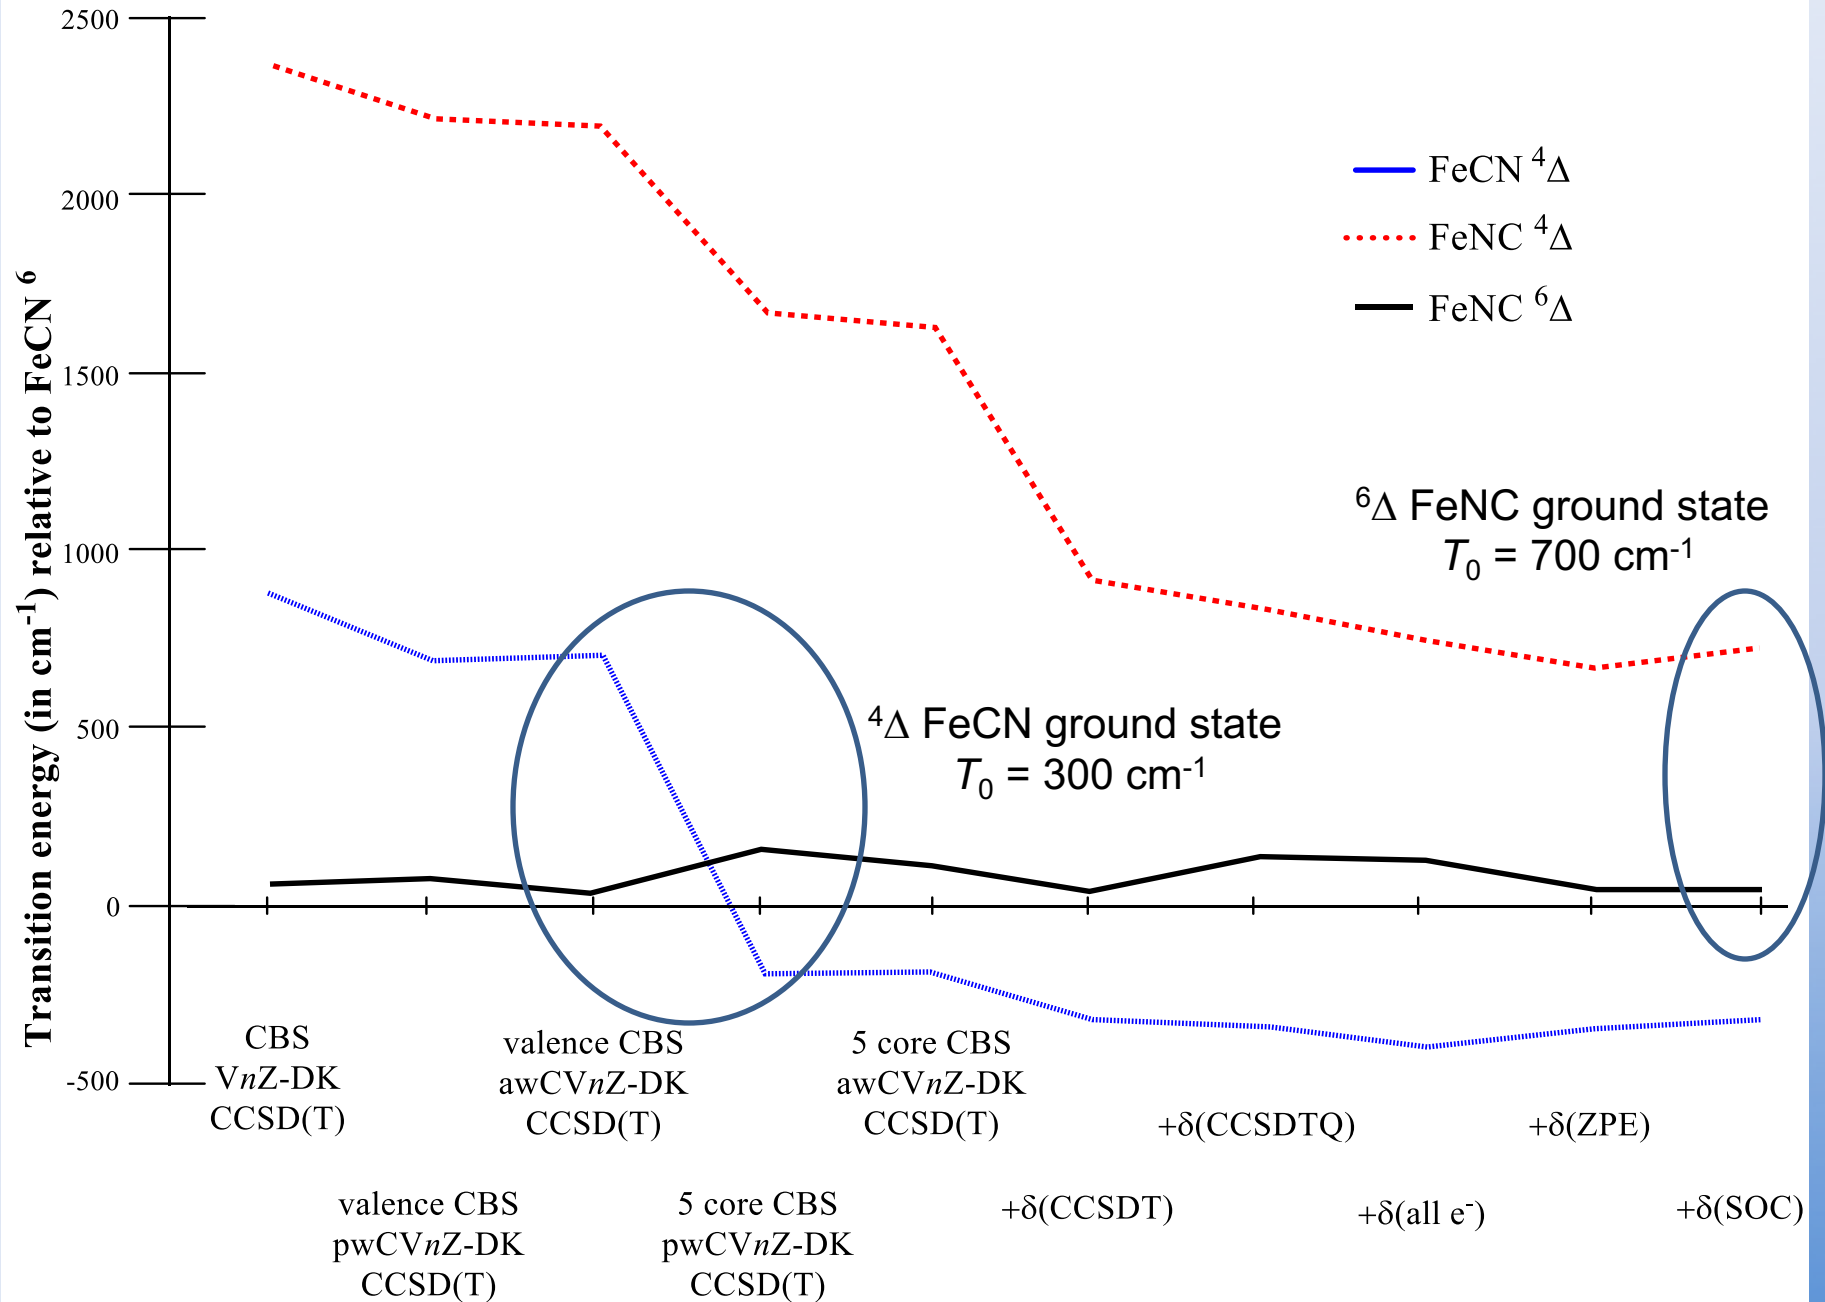 Transition energy (in cm⁻¹) relative to FeCN ⁶
2500
2000
1500
1000
500
0
-500
FeCN ⁴Δ
FeNC ⁴Δ
FeNC ⁶Δ
⁶Δ FeNC ground state
T₀ = 700 cm⁻¹
⁴Δ FeCN ground state
T₀ = 300 cm⁻¹
CBS
VnZ-DK
CCSD(T)
valence CBS
pwCVnZ-DK
CCSD(T)
valence CBS
awCVnZ-DK
CCSD(T)
5 core CBS
pwCVnZ-DK
CCSD(T)
5 core CBS
awCVnZ-DK
CCSD(T)
+δ(CCSDT)
+δ(CCSDTQ)
+δ(all e⁻)
+δ(ZPE)
+δ(SOC)